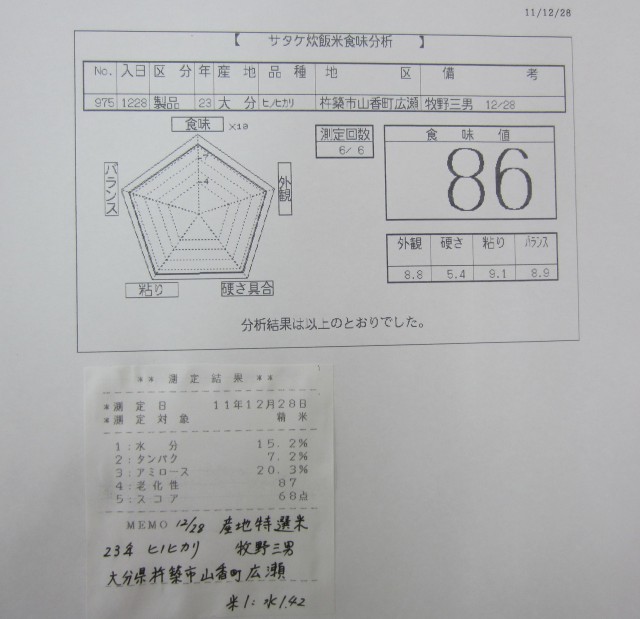 11/12/28
【 サタケ炊飯米食味分析 】
No. 入日 区分 年 産地 品種 地区 備考
975 1228 製品 23 大分 ヒノヒカリ 杵築市山香町広瀬 牧野三男 12/28
食味 ×10
バランス
外観
粘り
硬さ具合
7
4
測定回数
6/ 6
食味値
86
外観 硬さ 粘り バランス
8.8 5.4 9.1 8.9
分析結果は以上のとおりでした。
** 測定結果 **
*測定日 11年12月28日
*測定対象 精米
1:水分 15.2%
2:タンパク 7.2%
3:アミロース 20.3%
4:老化性 87
5:スコア 68点
MEMO 12/28 産地特選米
23年 ヒノヒカリ 牧野三男
大分県杵築市山香町広瀬
米1:水1.42